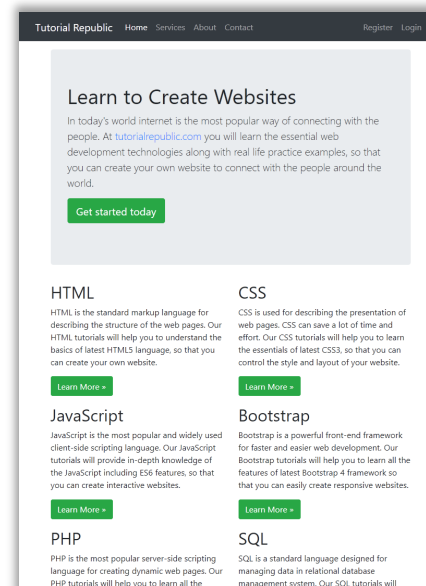 Tutorial Republic Home Services About Contact Register Login
Learn to Create Websites
In today's world internet is the most popular way of connecting with the
people. At tutorialrepublic.com you will learn the essential web
development technologies along with real life practice examples, so that
you can create your own website to connect with the people around the
world.
Get started today
HTML
HTML is the standard markup language for
describing the structure of the web pages. Our
HTML tutorials will help you to understand the
basics of latest HTML5 language, so that you
can create your own website.
Learn More »
CSS
CSS is used for describing the presentation of
web pages. CSS can save a lot of time and
effort. Our CSS tutorials will help you to learn
the essentials of latest CSS3, so that you can
control the style and layout of your website.
Learn More »
JavaScript
JavaScript is the most popular and widely used
client-side scripting language. Our JavaScript
tutorials will provide in-depth knowledge of
the JavaScript including ES6 features, so that
you can create interactive websites.
Learn More »
Bootstrap
Bootstrap is a powerful front-end framework
for faster and easier web development. Our
Bootstrap tutorials will help you to learn all the
features of latest Bootstrap 4 framework so
that you can easily create responsive websites.
Learn More »
PHP
PHP is the most popular server-side scripting
language for creating dynamic web pages. Our
PHP tutorials will help you to learn all the
SQL
SQL is a standard language designed for
managing data in relational database
management system. Our SQL tutorials will